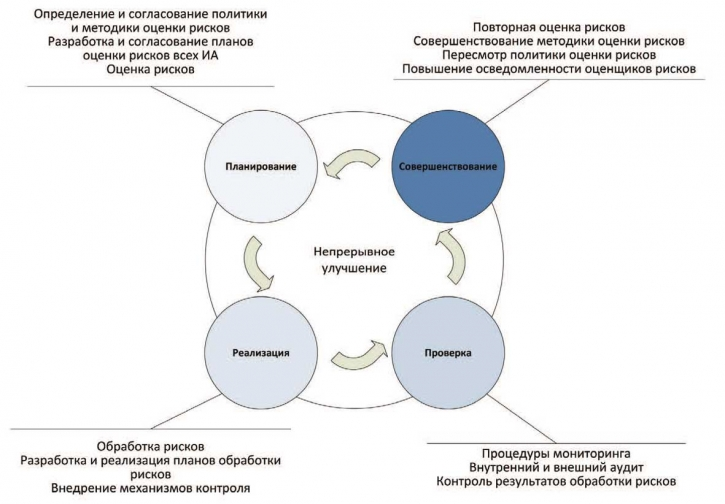 Определение и согласование политики
и методики оценки рисков
Разработка и согласование планов
оценки рисков всех ИА
Оценка рисков
Повторная оценка рисков
Совершенствование методики оценки рисков
Пересмотр политики оценки рисков
Повышение осведомленности оценщиков рисков
Планирование
Совершенствование
Непрерывное
улучшение
Реализация
Проверка
Обработка рисков
Разработка и реализация планов обработки
рисков
Внедрение механизмов контроля
Процедуры мониторинга
Внутренний и внешний аудит
Контроль результатов обработки рисков